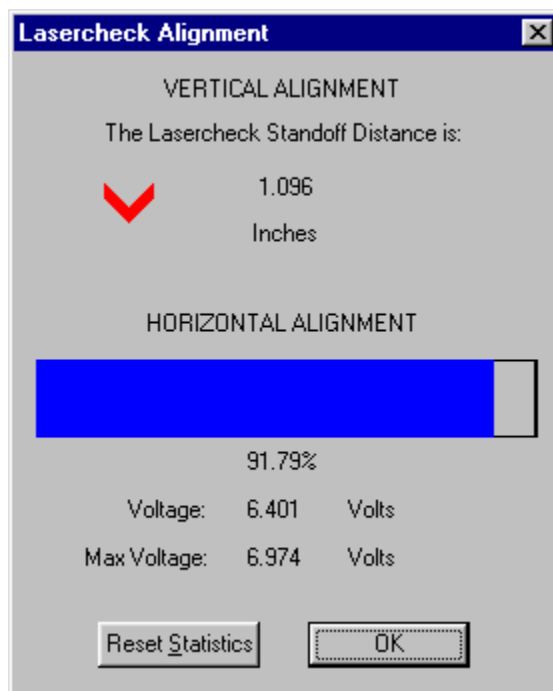 Lasercheck Alignment
VERTICAL ALIGNMENT
The Lasercheck Standoff Distance is:
1.096
Inches
HORIZONTAL ALIGNMENT
91.79%
Voltage: 6.401 Volts
Max Voltage: 6.974 Volts
Reset Statistics OK